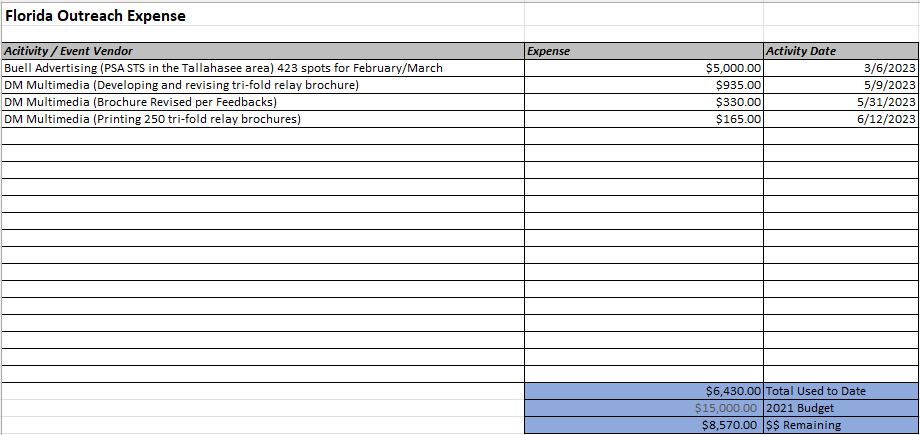 Florida Outreach Expense
Acitivity / Event Vendor Expense Activity Date
Buell Advertising (PSA STS in the Tallahasee area) 423 spots for February/March $5,000.00 3/6/2023
DM Multimedia (Developing and revising tri-fold relay brochure) $935.00 5/9/2023
DM Multimedia (Brochure Revised per Feedbacks) $330.00 5/31/2023
DM Multimedia (Printing 250 tri-fold relay brochures) $165.00 6/12/2023
$6,430.00 Total Used to Date
$15,000.00 2021 Budget
$8,570.00 $$ Remaining